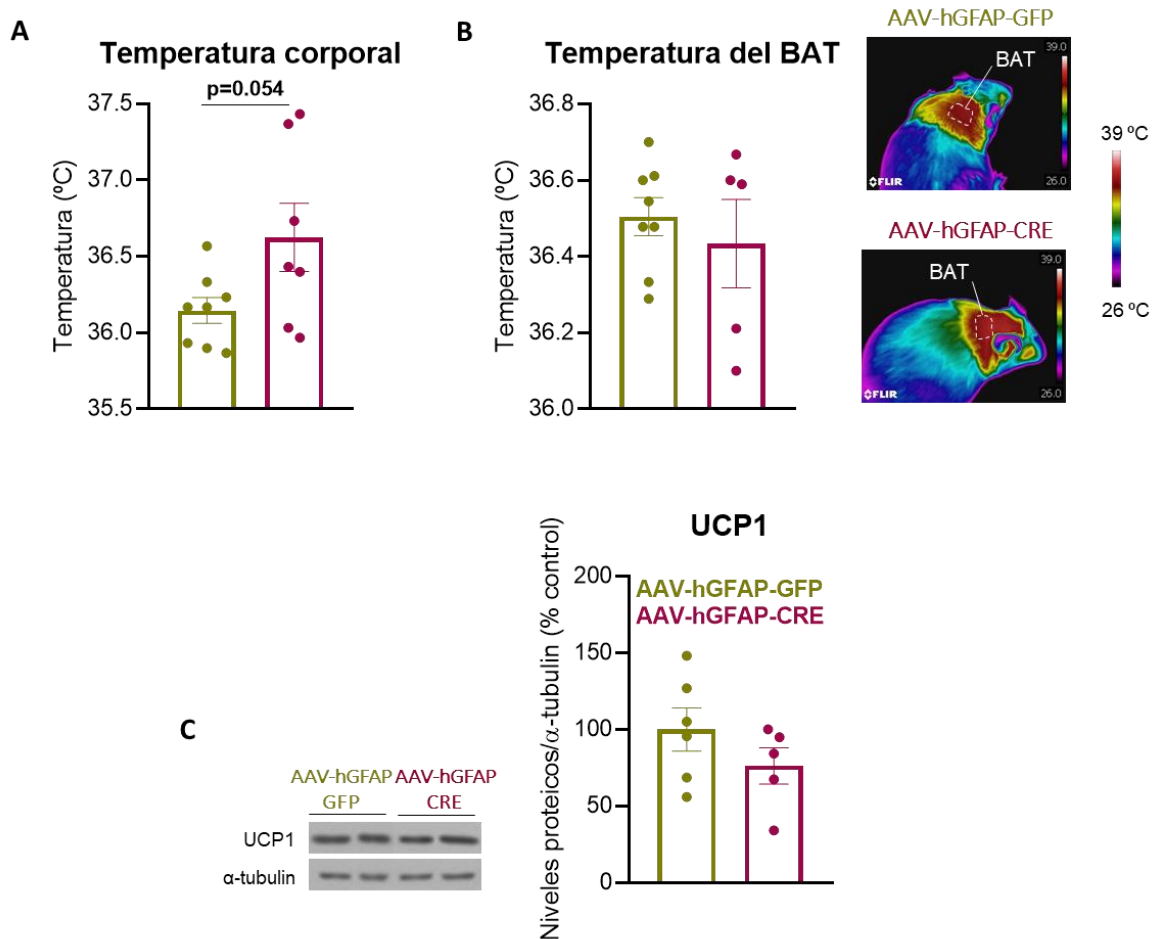 A
Temperatura corporal
p=0.054
37.5
37.0
36.5
36.0
35.5
Temperatura (ºC)
B
Temperatura del BAT
36.8
36.6
36.4
36.2
36.0
Temperatura (ºC)
AAV-hGFAP-GFP
39.0
BAT
FLIR
26.0
AAV-hGFAP-CRE
39.0
BAT
FLIR
26.0
39 ºC
26 ºC
C
AAV-hGFAP AAV-hGFAP
GFP CRE
UCP1
α-tubulin
UCP1
AAV-hGFAP-GFP
AAV-hGFAP-CRE
200
150
100
50
0
Niveles proteicos/α-tubulin (% control)